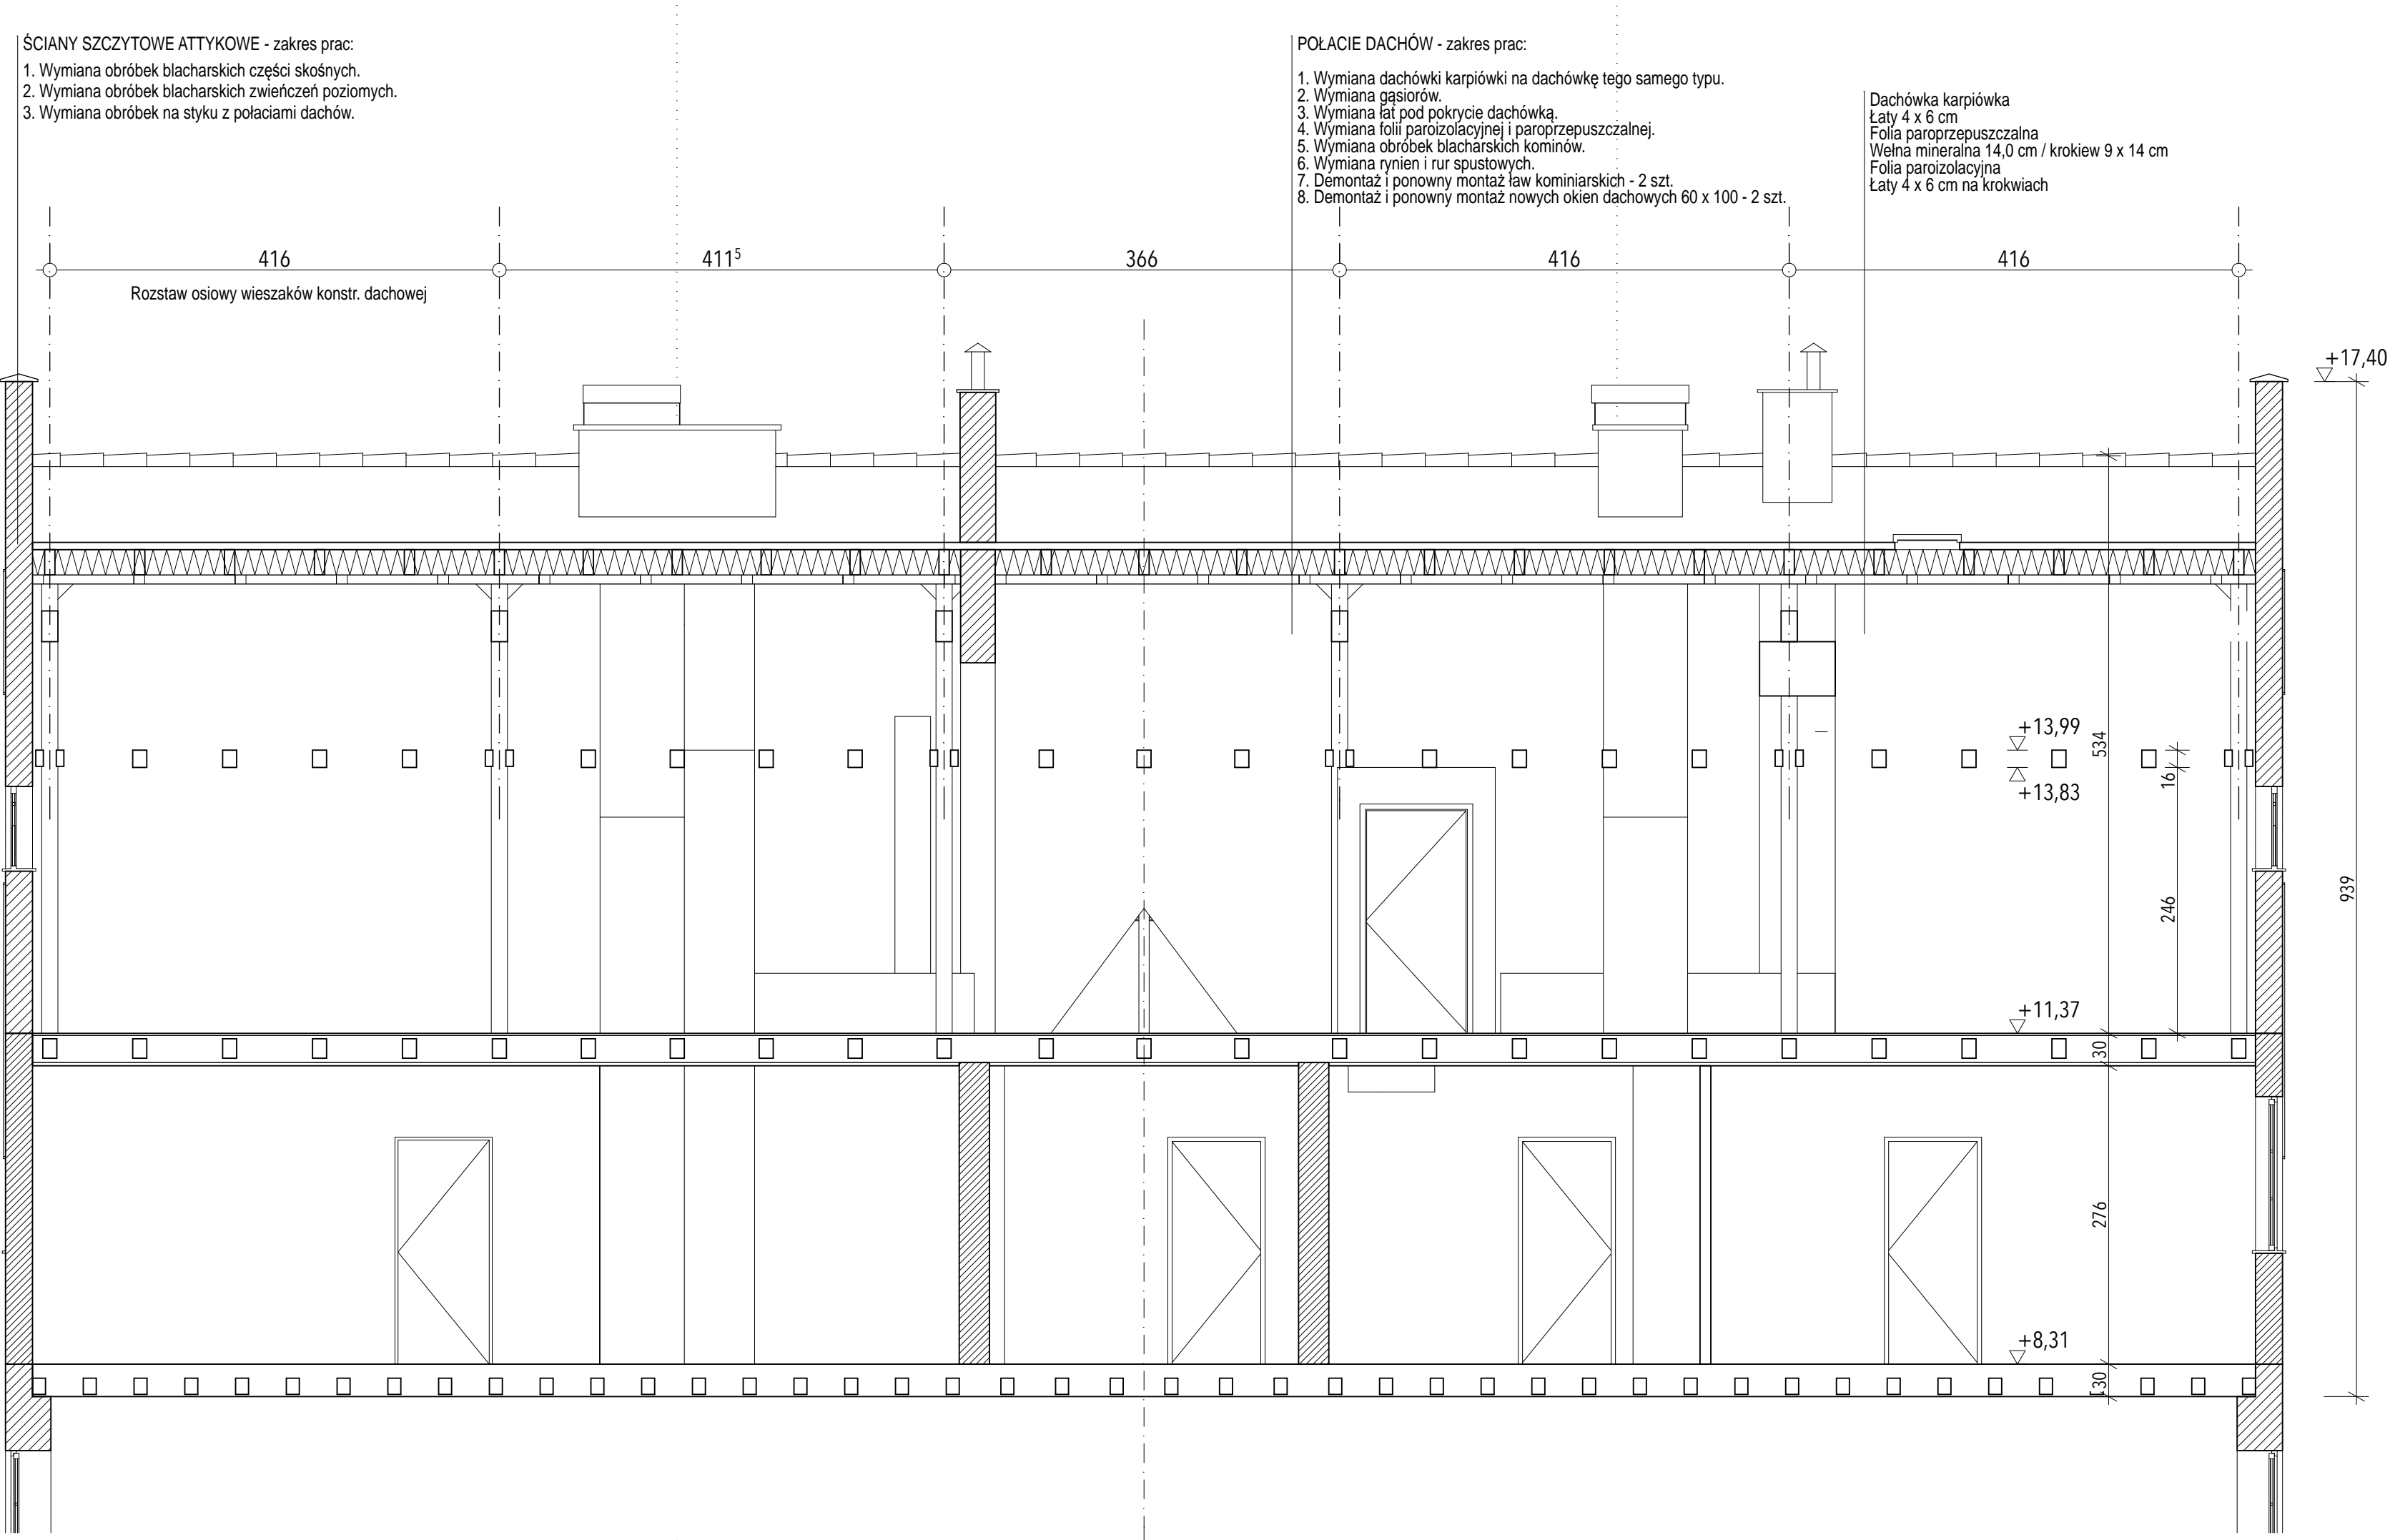 ŚCIANY SZCZYTOWE ATTYKOWE - zakres prac:
1. Wymiana obróbek blacharskich części skośnych.
2. Wymiana obróbek blacharskich zwieńczeń poziomych.
3. Wymiana obróbek na styku z połaciami dachów.
POŁACIE DACHÓW - zakres prac:
1. Wymiana dachówki karpiówki na dachówkę tego samego typu.
2. Wymiana gąsiorów.
3. Wymiana łat pod pokrycie dachówką.
4. Wymiana folii paroizolacyjnej i paroprzepuszczalnej.
5. Wymiana obróbek blacharskich kominów.
6. Wymiana rynien i rur spustowych.
7. Demontaż i ponowny montaż ław kominiarskich - 2 szt.
8. Demontaż i ponowny montaż nowych okien dachowych 60 x 100 - 2 szt.
Dachówka karpiówka
Łaty 4 x 6 cm
Folia paroprzepuszczalna
Wełna mineralna 14,0 cm / krokiew 9 x 14 cm
Folia paroizolacyjna
Łaty 4 x 6 cm na krokwiach
416
411⁵
366
416
416
Rozstaw osiowy wieszaków konstr. dachowej
+17,40
+13,99
534
16
+13,83
939
246
+11,37
30
276
+8,31
30